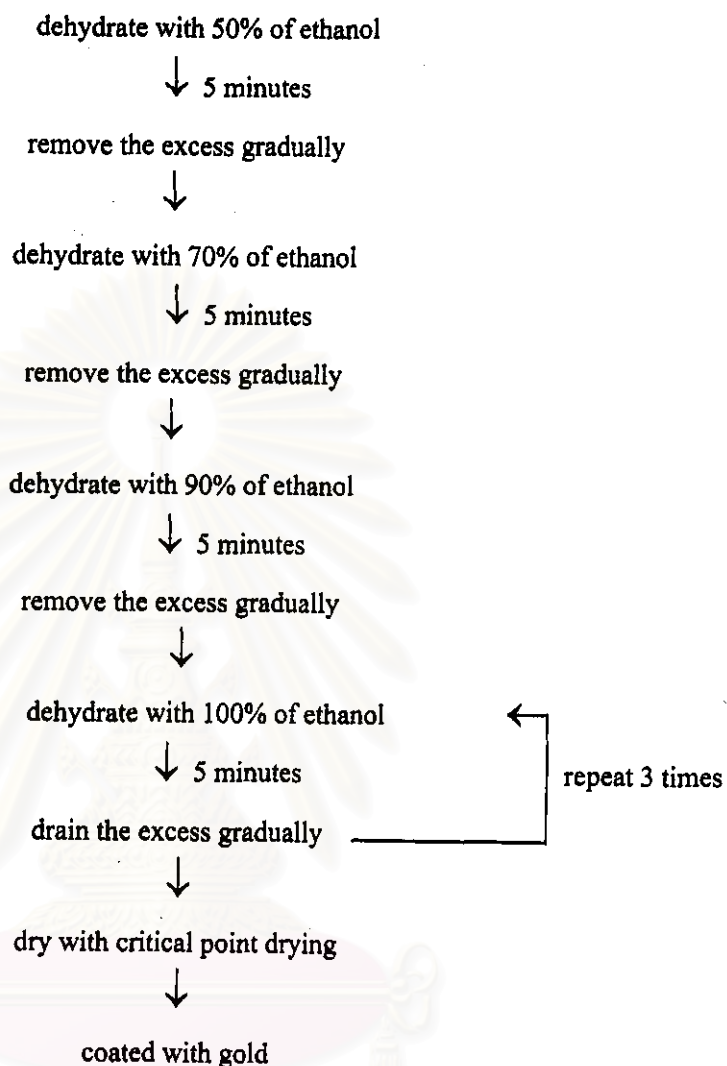 dehydrate with 50% of ethanol
5 minutes
remove the excess gradually
dehydrate with 70% of ethanol
5 minutes
remove the excess gradually
dehydrate with 90% of ethanol
5 minutes
remove the excess gradually
dehydrate with 100% of ethanol
5 minutes
repeat 3 times
drain the excess gradually
dry with critical point drying
coated with gold